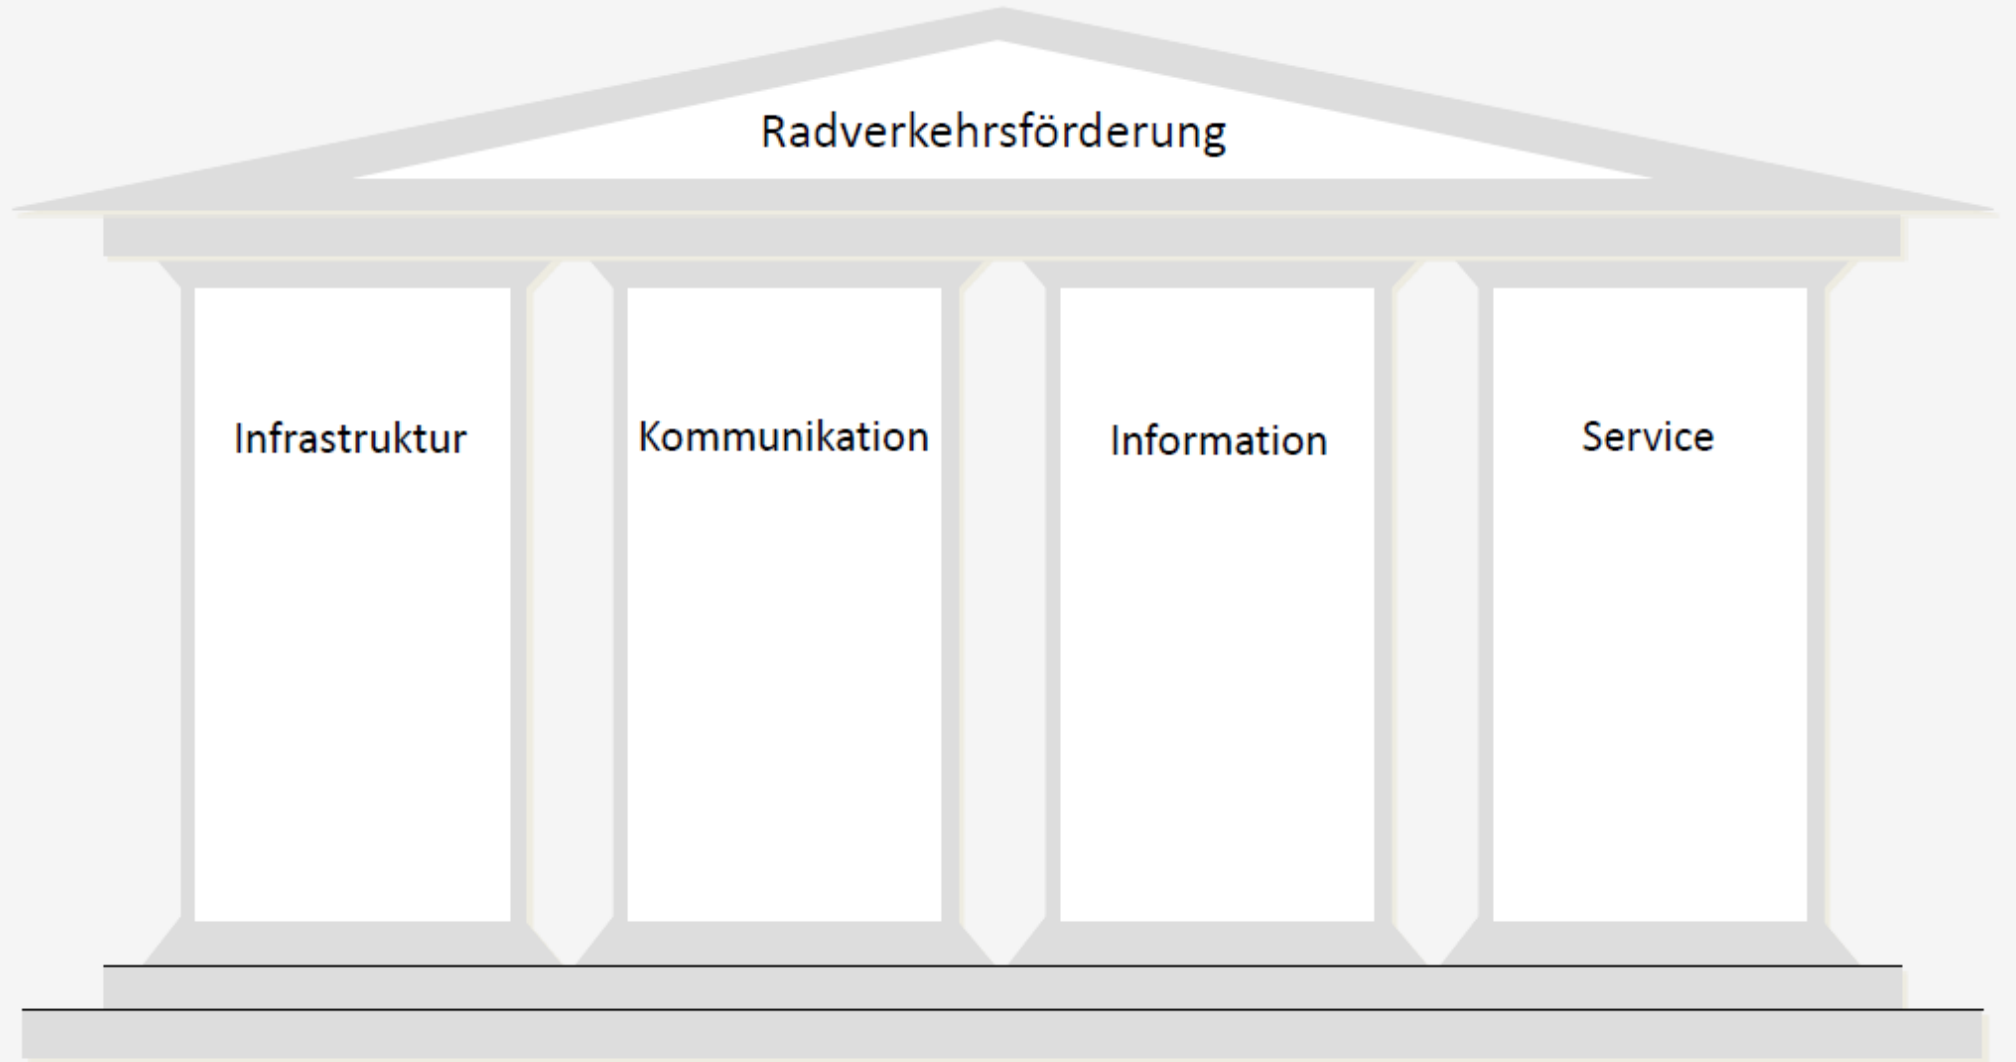 Radverkehrsförderung
Infrastruktur
Kommunikation
Information
Service